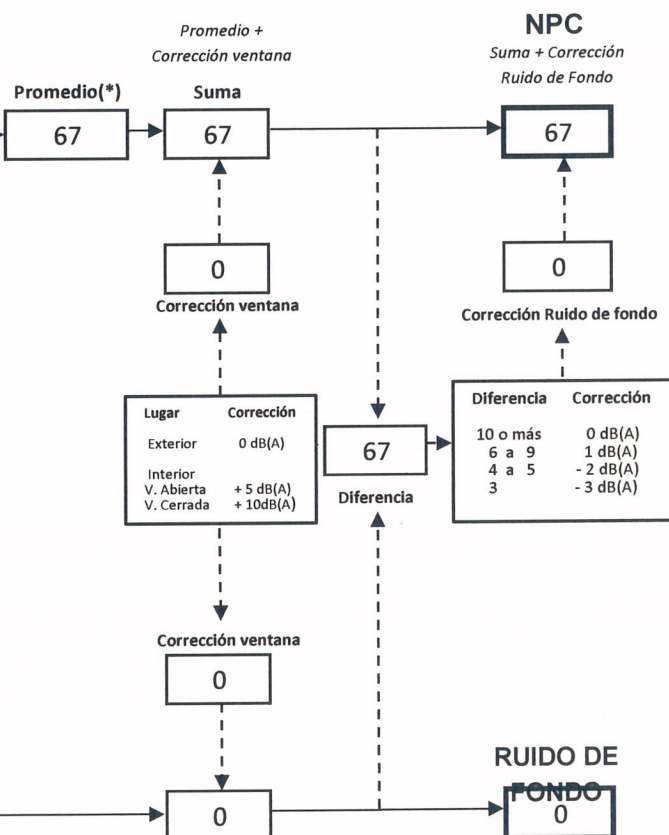 Promedio +
Corrección ventana
NPC
Suma + Corrección
Ruido de Fondo
Promedio(*)
Suma
67
67
67
0
0
Corrección ventana
Corrección Ruido de fondo
Lugar Corrección
Exterior 0 dB(A)
Interior
V. Abierta + 5 dB(A)
V. Cerrada + 10dB(A)
67
Diferencia
Diferencia Corrección
10 o más 0 dB(A)
6 a 9 1 dB(A)
4 a 5 - 2 dB(A)
3 - 3 dB(A)
Corrección ventana
0
RUIDO DE
FONDO
0
0